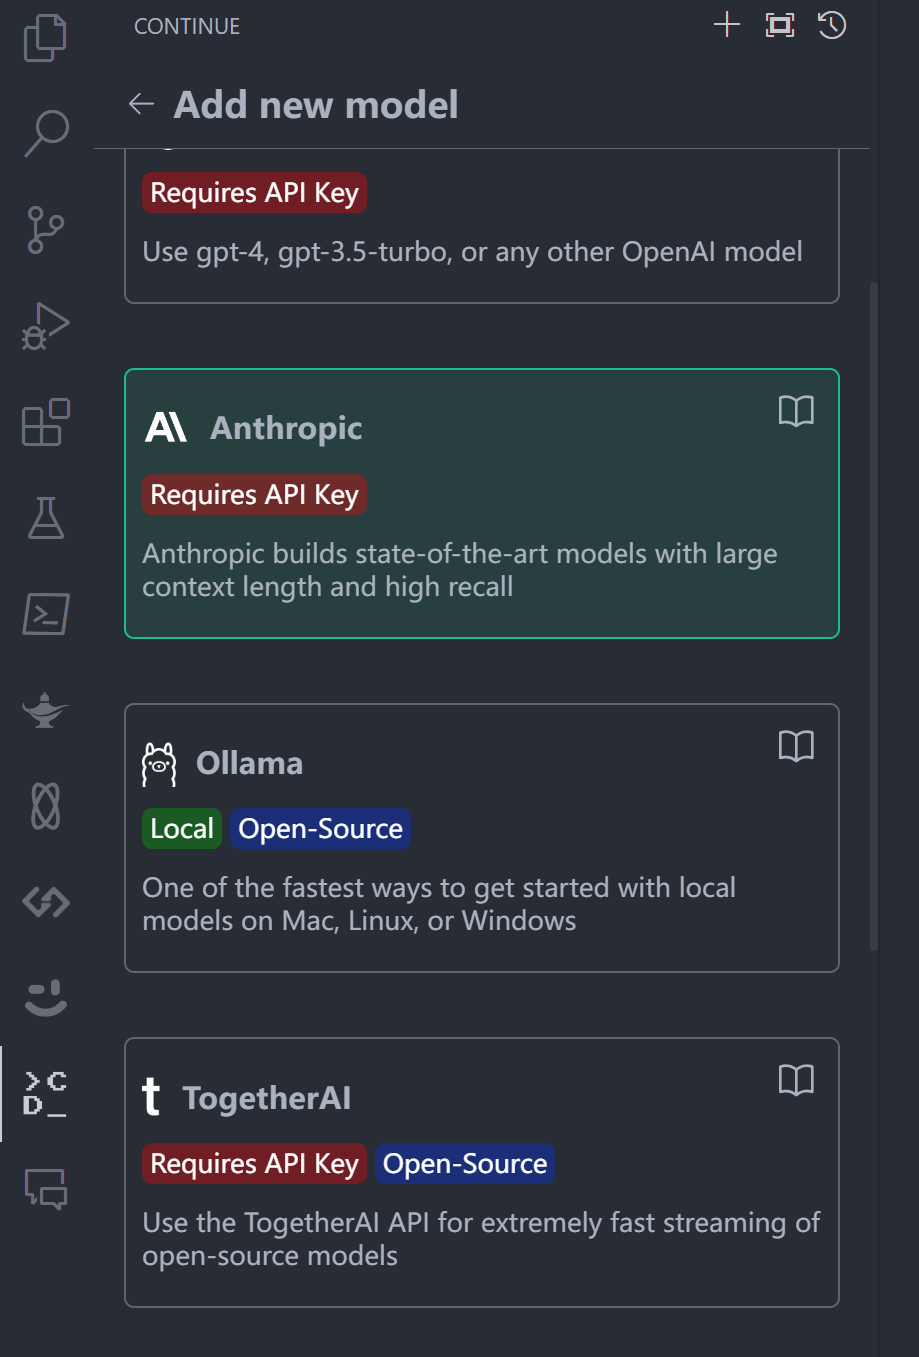 CONTINUE
Add new model
Requires API Key
Use gpt-4, gpt-3.5-turbo, or any other OpenAI model
Anthropic
Requires API Key
Anthropic builds state-of-the-art models with large
context length and high recall
Ollama
Local Open-Source
One of the fastest ways to get started with local
models on Mac, Linux, or Windows
>C
D_
t TogetherAI
Requires API Key Open-Source
Use the TogetherAI API for extremely fast streaming of
open-source models